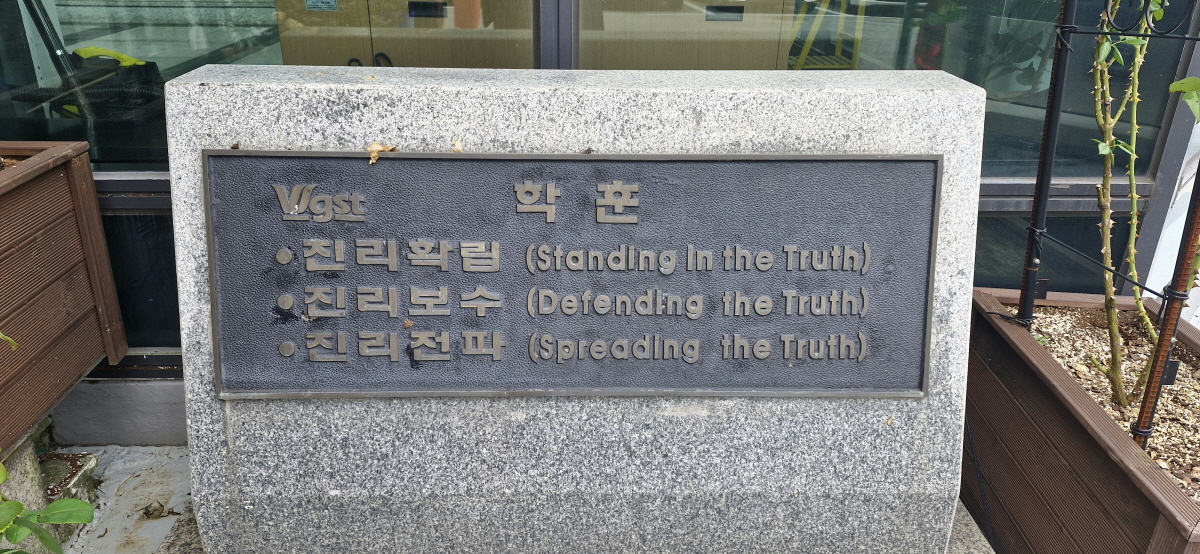 Wgst 학 훈
• 진리확립 (Standing in the Truth)
• 진리보수 (Defending the Truth)
• 진리전파 (Spreading the Truth)